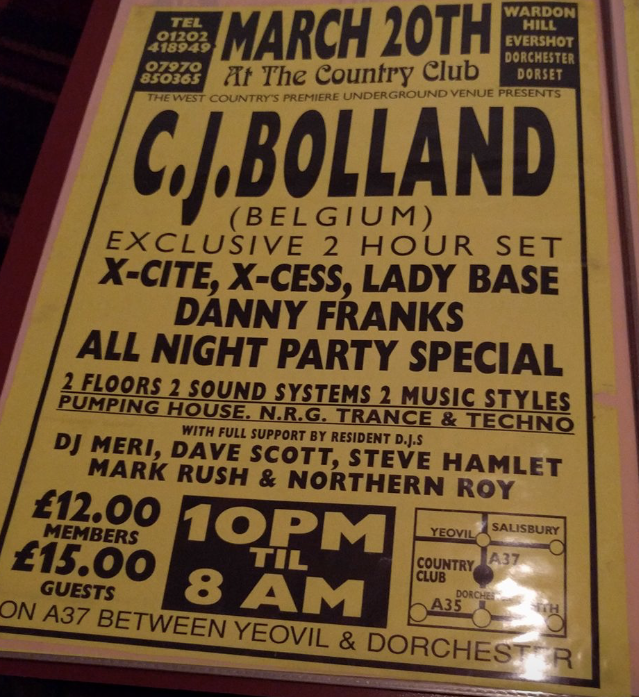 TEL
01202
418949
07970
850365
MARCH 20TH
At The Country Club
WARDON
HILL
EVERSHOT
DORCHESTER
DORSET
THE WEST COUNTRY'S PREMIERE UNDERGROUND VENUE PRESENTS
C.J.BOLLAND
(BELGIUM)
EXCLUSIVE 2 HOUR SET
X-CITE, X-CESS, LADY BASE
DANNY FRANKS
ALL NIGHT PARTY SPECIAL
2 FLOORS 2 SOUND SYSTEMS 2 MUSIC STYLES
PUMPING HOUSE. N.R.G. TRANCE & TECHNO
WITH FULL SUPPORT BY RESIDENT D.J.S
DJ MERI, DAVE SCOTT, STEVE HAMLET
MARK RUSH & NORTHERN ROY
£12.00
MEMBERS
£15.00
GUESTS
10PM
TIL
8 AM
YEOVIL
SALISBURY
COUNTRY
CLUB
A37
A35
ON A37 BETWEEN YEOVIL & DORCHESTER